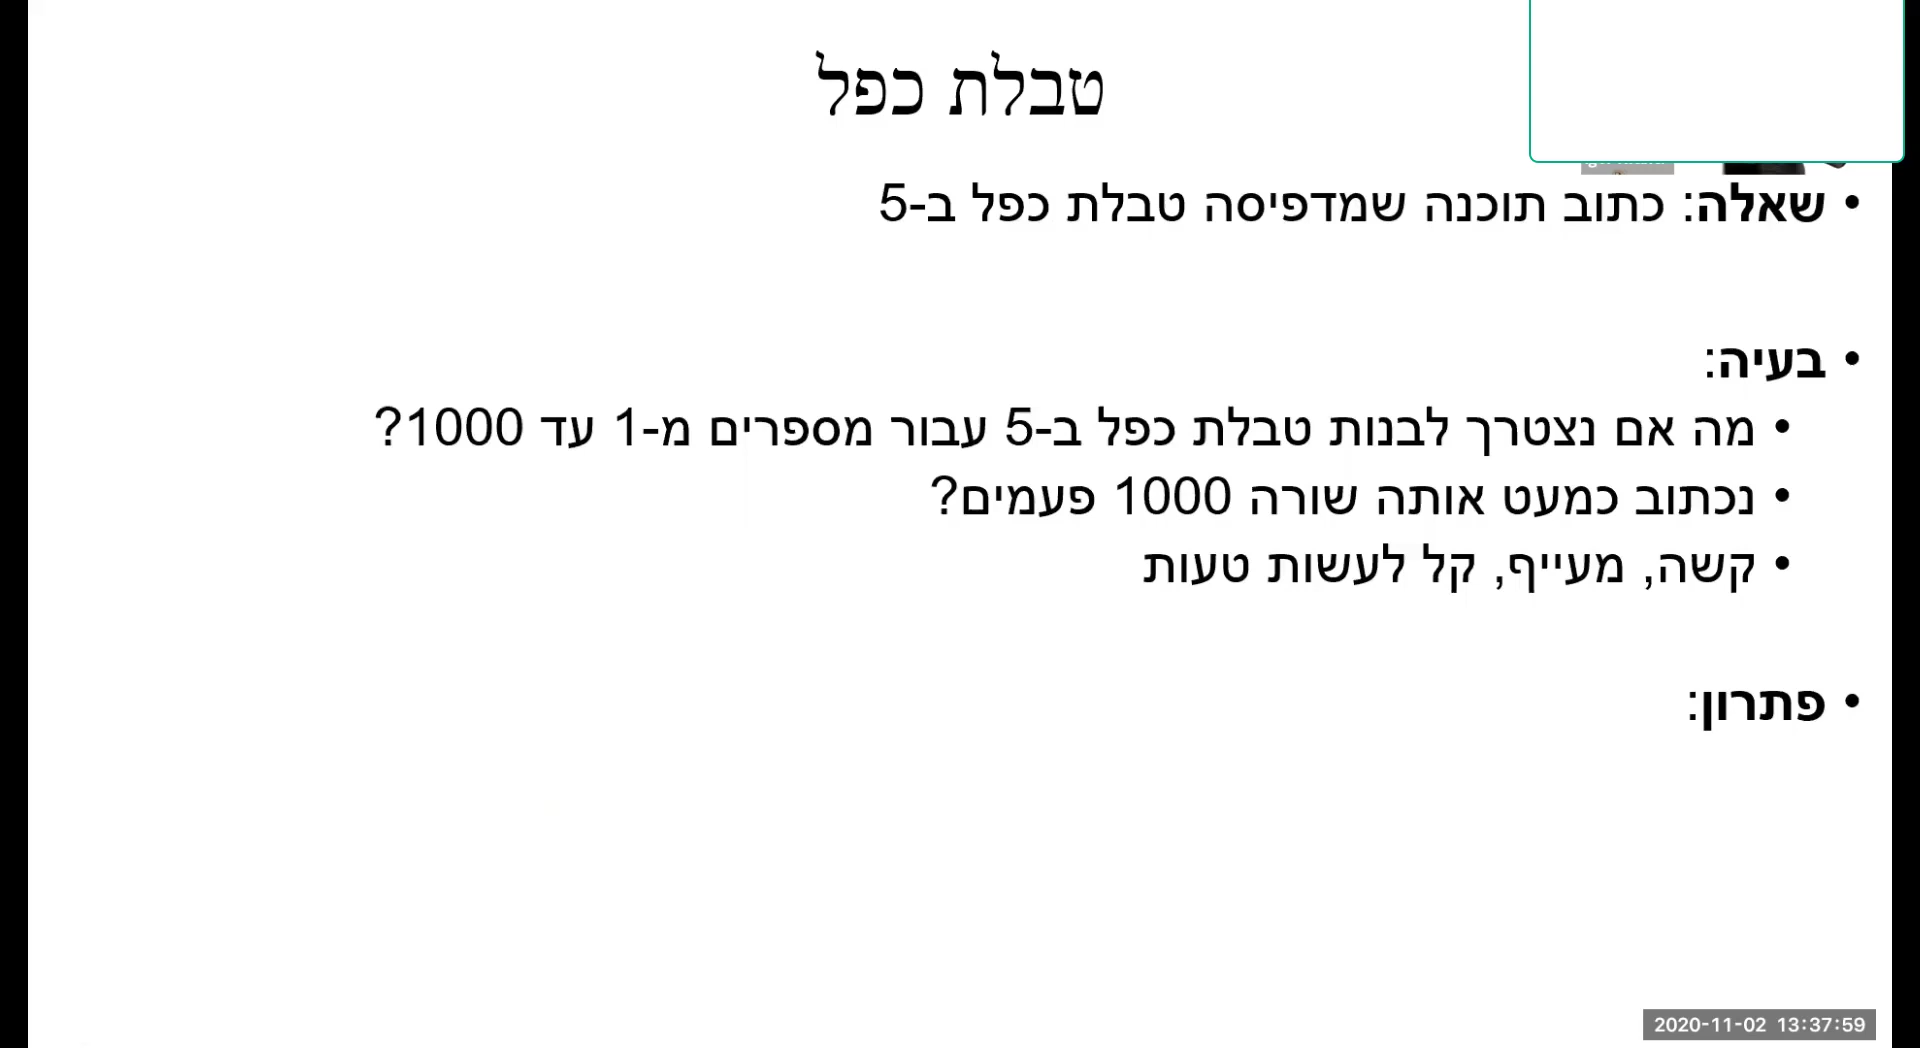 טבלת כפל
• שאלה: כתוב תוכנה שמדפיסה טבלת כפל ב-5
• בעיה:
• מה אם נצטרך לבנות טבלת כפל ב-5 עבור מספרים מ-1 עד 1000?
• נכתוב כמעט אותה שורה 1000 פעמים?
• קשה, מעייף, קל לעשות טעות
• פתרון:
2020-11-02 13:37:59